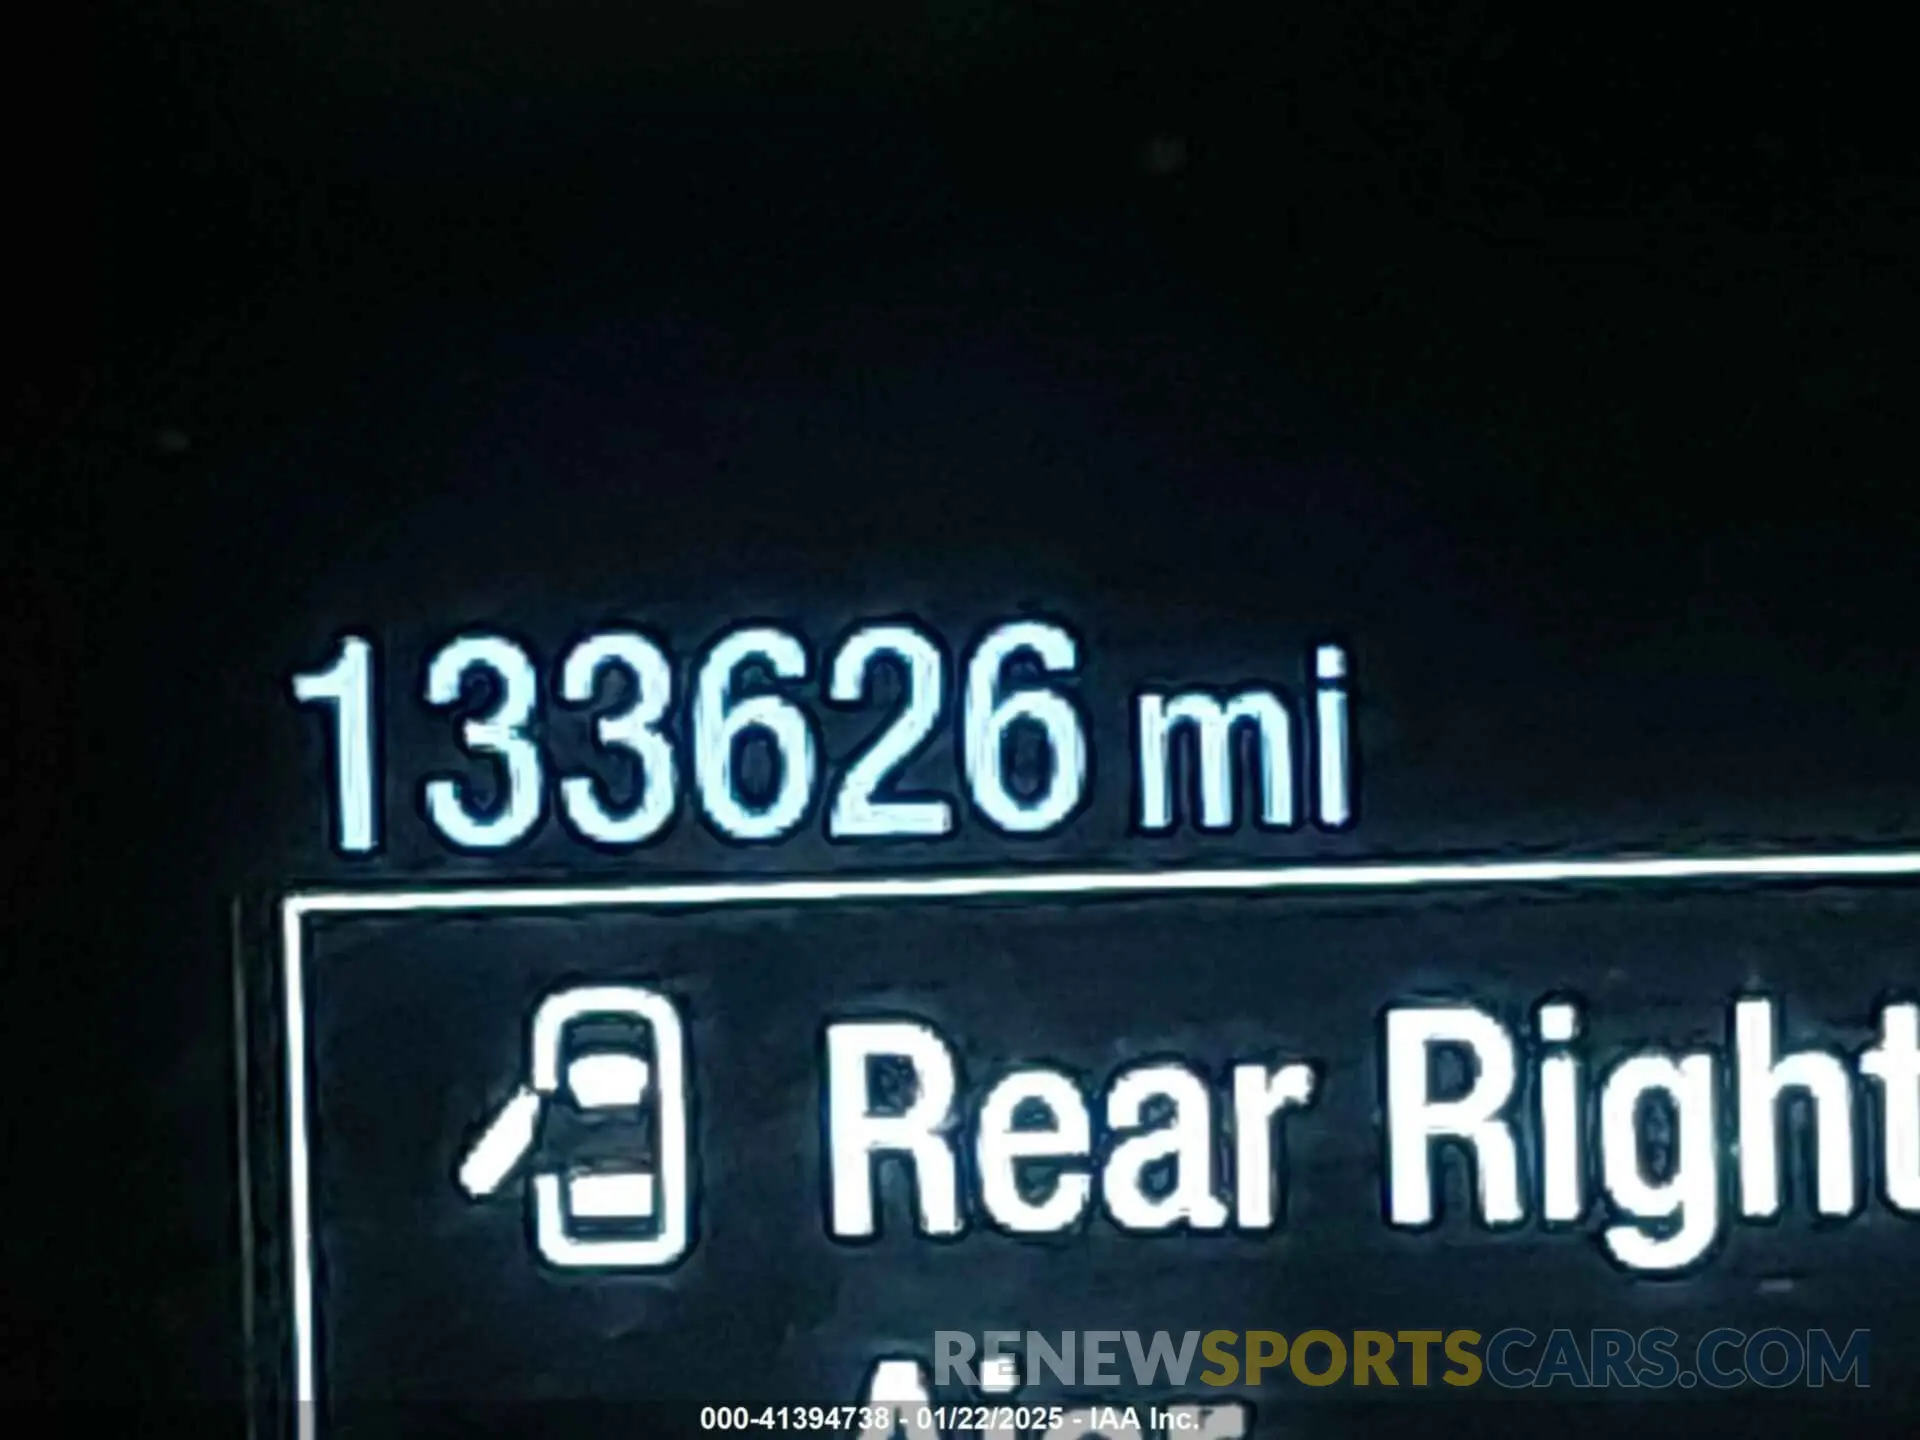 133626 mi
Rear Right
RENEWSPORTSCARS.COM
000-41394738 - 01/22/2025 - IAA Inc.